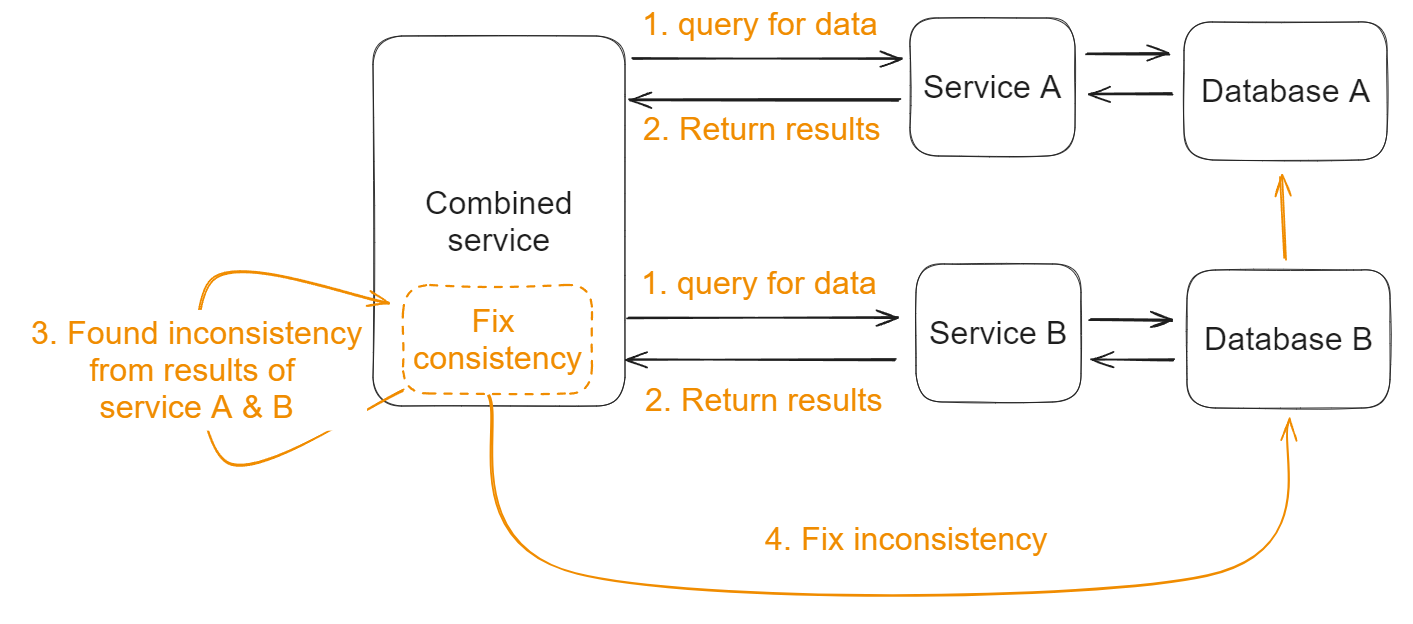 1. query for data
Service A
Database A
2. Return results
Combined
service
1. query for data
Fix
consistency
3. Found inconsistency
from results of
service A & B
Service B
Database B
2. Return results
4. Fix inconsistency